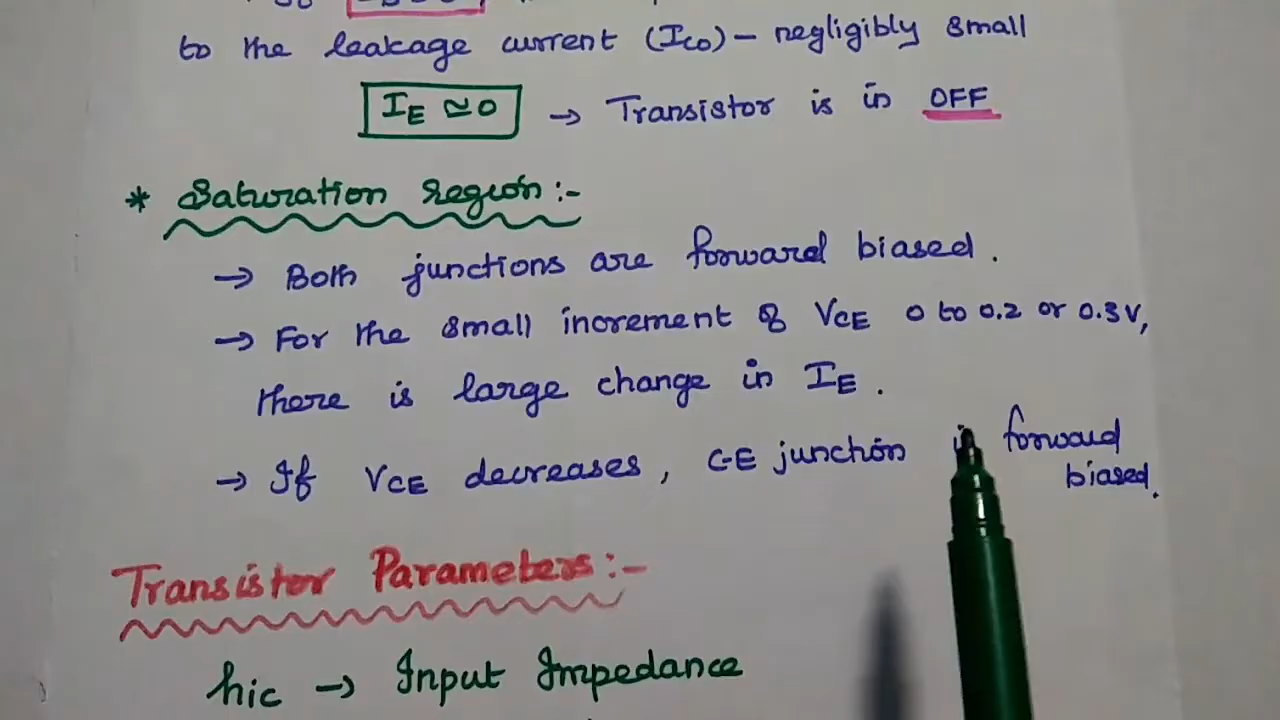 to the leakage current (ICO) – negligibly small
IE ≃ 0 → Transistor is in OFF
* Saturation Region :-
→ Both junctions are forward biased.
→ For the small increment of VCE 0 to 0.2 or 0.3V,
there is large change in IE.
→ If VCE decreases, C-E junction is forward
biased.
Transistor Parameters :-
hic → Input Impedance